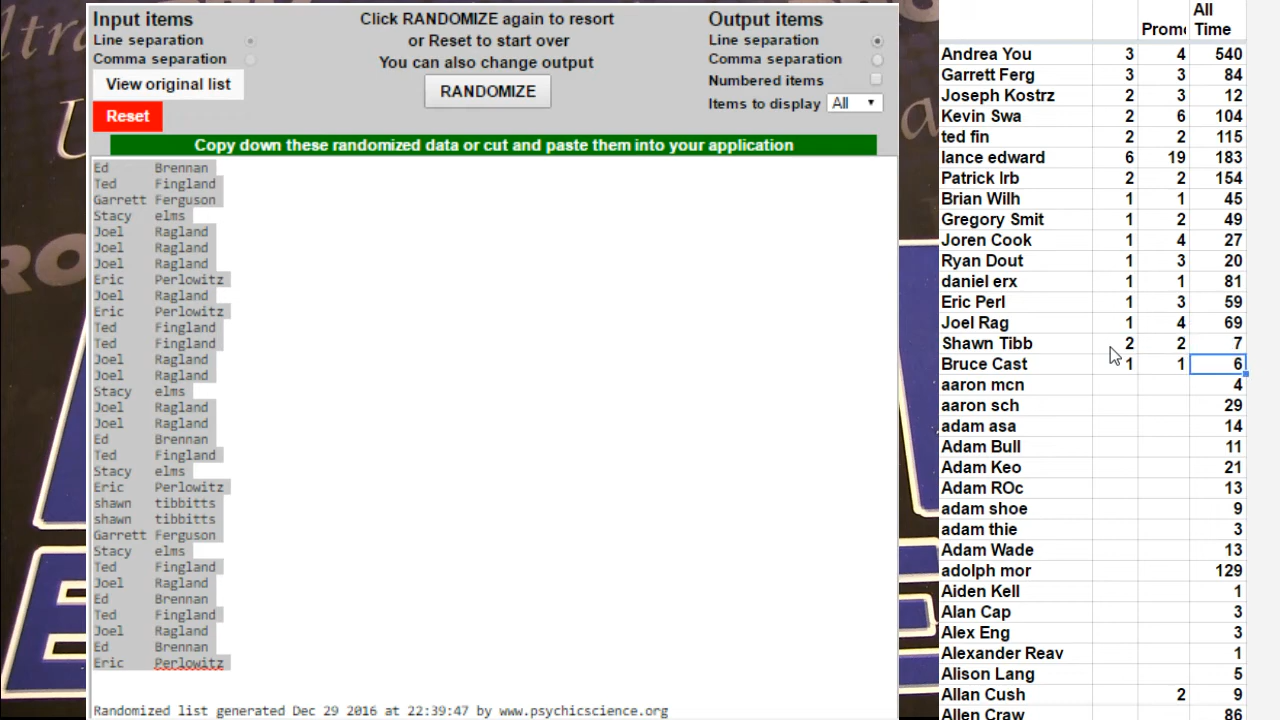 Input items
Line separation
Comma separation
View original list
Reset
Click RANDOMIZE again to resort
or Reset to start over
You can also change output
RANDOMIZE
Output items
Line separation
Comma separation
Numbered items
Items to display All
Copy down these randomized data or cut and paste them into your application
Ed Brennan
Ted Fingland
Garrett Ferguson
Stacy elms
Joel Ragland
Joel Ragland
Joel Ragland
Eric Perlowitz
Joel Ragland
Eric Perlowitz
Ted Fingland
Ted Fingland
Joel Ragland
Joel Ragland
Stacy elms
Joel Ragland
Joel Ragland
Ed Brennan
Ted Fingland
Stacy elms
Eric Perlowitz
shawn tibbitts
shawn tibbitts
Garrett Ferguson
Stacy elms
Ted Fingland
Joel Ragland
Ed Brennan
Ted Fingland
Joel Ragland
Ed Brennan
Eric Perlowitz
Randomized list generated Dec 29 2016 at 22:39:47 by www.psychicscience.org
All
Promo Time
Andrea You 3 4 540
Garrett Ferg 3 3 84
Joseph Kostrz 2 3 12
Kevin Swa 2 6 104
ted fin 2 2 115
lance edward 6 19 183
Patrick Irb 2 2 154
Brian Wilh 1 1 45
Gregory Smit 1 2 49
Joren Cook 1 4 27
Ryan Dout 1 3 20
daniel erx 1 1 81
Eric Perl 1 3 59
Joel Rag 1 4 69
Shawn Tibb 2 2 7
Bruce Cast 1 1 6
aaron mcn 4
aaron sch 29
adam asa 14
Adam Bull 11
Adam Keo 21
Adam ROc 13
adam shoe 9
adam thie 3
Adam Wade 13
adolph mor 129
Aiden Kell 1
Alan Cap 3
Alex Eng 3
Alexander Reav 1
Alison Lang 5
Allan Cush 2 9
Allen Craw 86